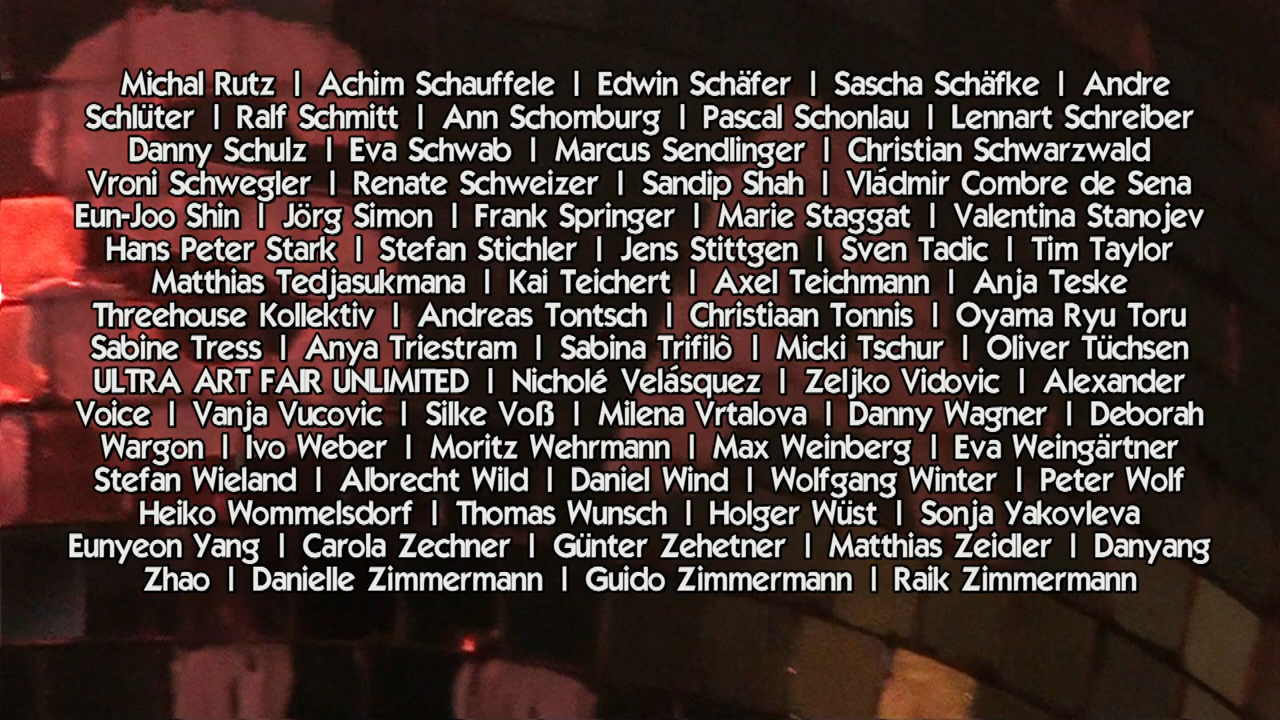 Michal Rutz | Achim Schauffele | Edwin Schäfer | Sascha Schäfke | Andre
Schlüter | Ralf Schmitt | Ann Schomburg | Pascal Schonlau | Lennart Schreiber
Danny Schulz | Eva Schwab | Marcus Sendlinger | Christian Schwarzwald
Vroni Schwegler | Renate Schweizer | Sandip Shah | Vládmir Combre de Sena
Eun-Joo Shin | Jörg Simon | Frank Springer | Marie Staggat | Valentina Stanojev
Hans Peter Stark | Stefan Stichler | Jens Stittgen | Sven Tadic | Tim Taylor
Matthias Tedjasukmana | Kai Teichert | Axel Teichmann | Anja Teske
Threehouse Kollektiv | Andreas Tontsch | Christiaan Tonnis | Oyama Ryu Toru
Sabine Tress | Anya Triestram | Sabina Trifilò | Micki Tschur | Oliver Tüchsen
ULTRA ART FAIR UNLIMITED | Nicholé Velásquez | Zeljko Vidovic | Alexander
Voice | Vanja Vucovic | Silke Voß | Milena Vrtalova | Danny Wagner | Deborah
Wargon | Ivo Weber | Moritz Wehrmann | Max Weinberg | Eva Weingärtner
Stefan Wieland | Albrecht Wild | Daniel Wind | Wolfgang Winter | Peter Wolf
Heiko Wommelsdorf | Thomas Wunsch | Holger Wüst | Sonja Yakovleva
Eunyeon Yang | Carola Zechner | Günter Zehetner | Matthias Zeidler | Danyang
Zhao | Danielle Zimmermann | Guido Zimmermann | Raik Zimmermann